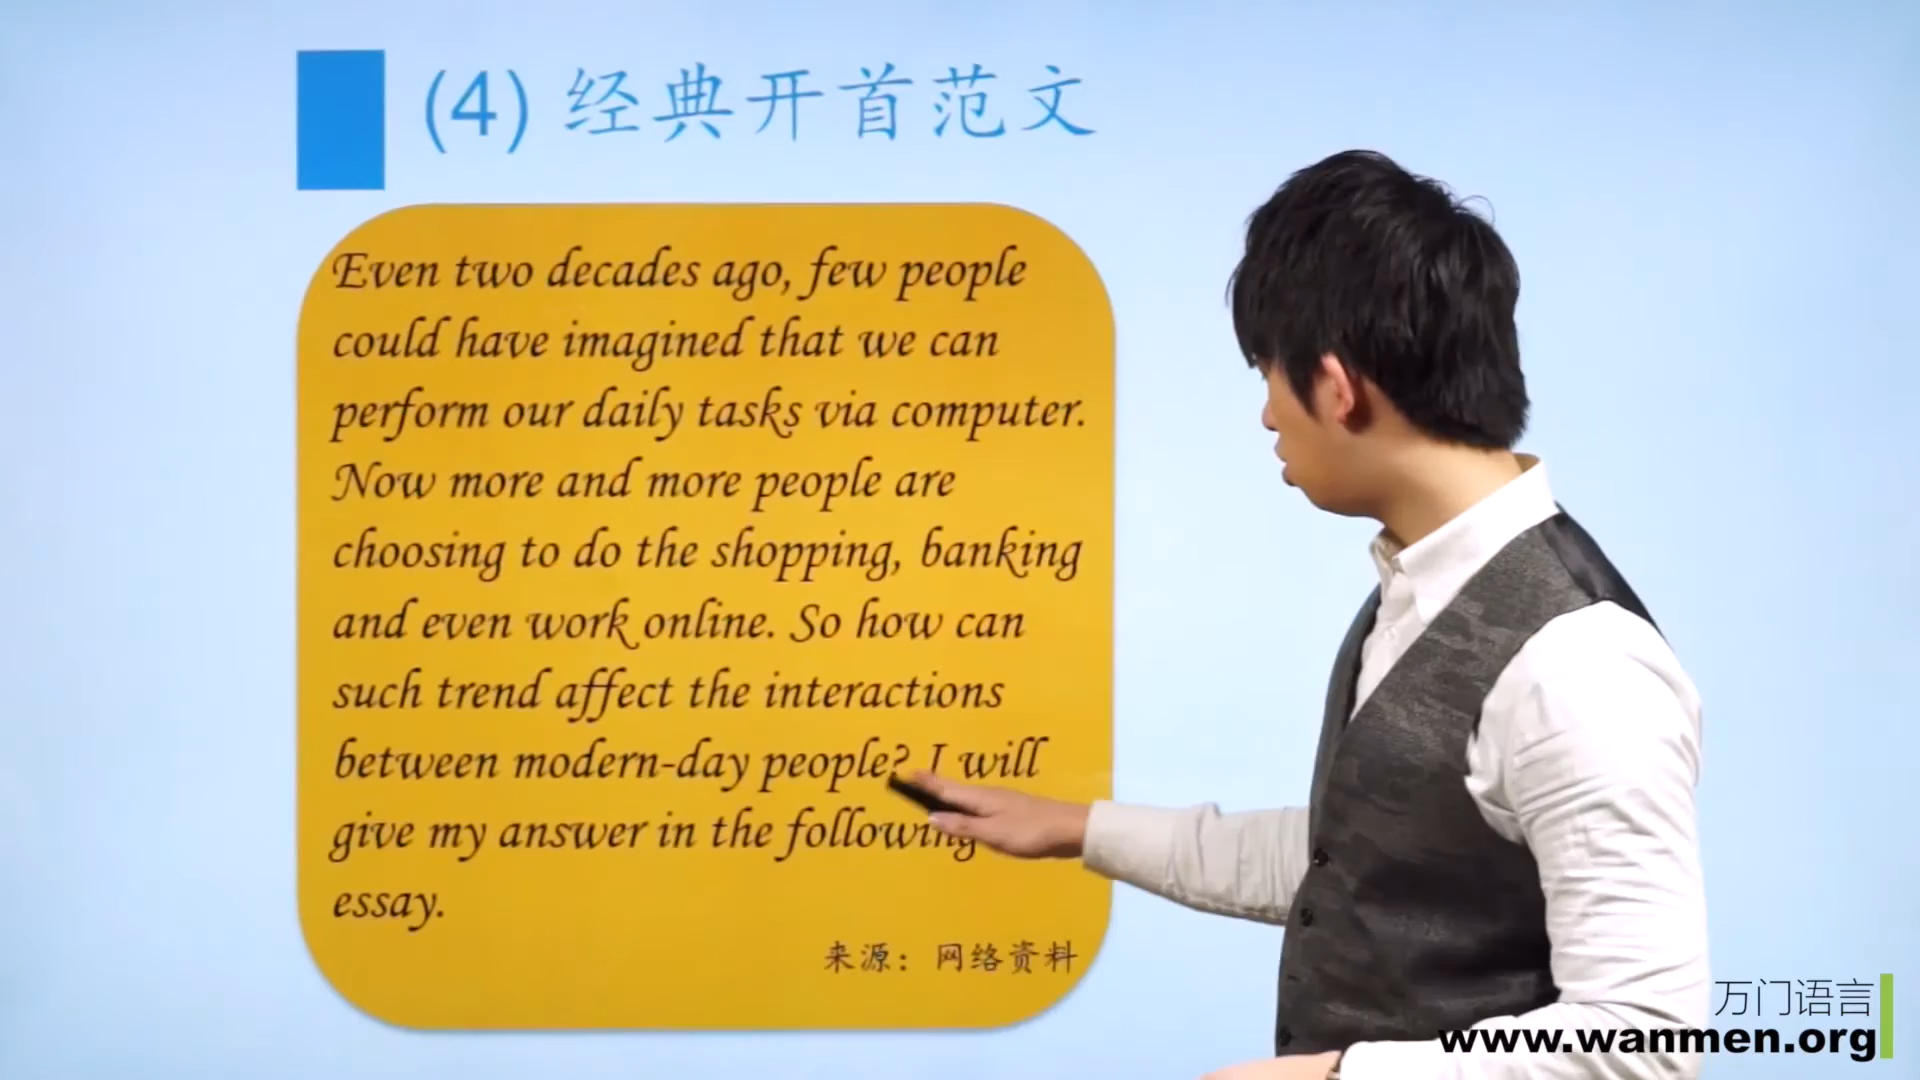 (4) 经典开首范文
Even two decades ago, few people
could have imagined that we can
perform our daily tasks via computer.
Now more and more people are
choosing to do the shopping, banking
and even work online. So how can
such trend affect the interactions
between modern-day people? I will
give my answer in the following
essay.
来源：网络资料
万门语言
www.wanmen.org